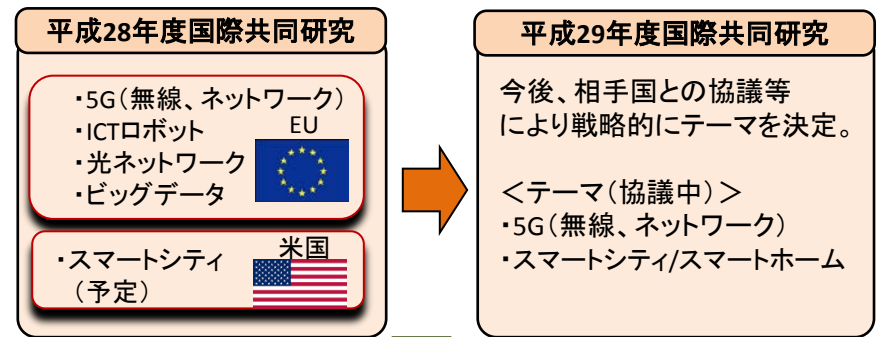 平成28年度国際共同研究
・5G(無線、ネットワーク)
・ICTロボット
・光ネットワーク
・ビッグデータ
EU
・スマートシティ
(予定)
米国
平成29年度国際共同研究
今後、相手国との協議等
により戦略的にテーマを決定。
<テーマ(協議中)>
・5G(無線、ネットワーク)
・スマートシティ/スマートホーム